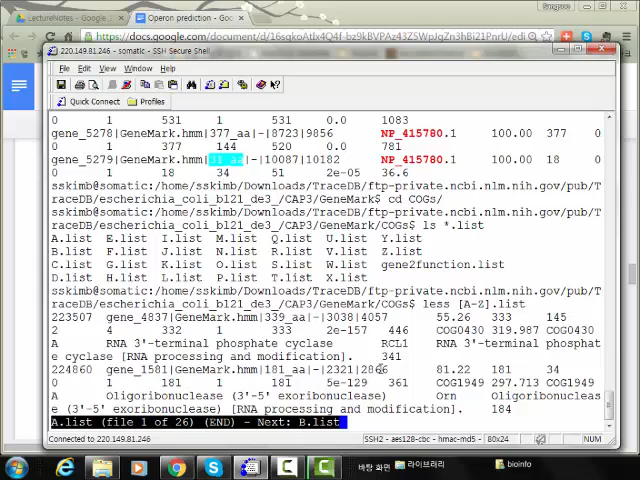 LectureNotes - Google
Operon prediction - Goo
Sangsoo
https://docs.google.com/document/d/16sqkoAtlx4Q4f-bz9kBVPAz43Z5WpJqG3t2izBI21PnrU/edi
220.149.81.246 - somatic - SSH Secure Shell
File Edit View Window Help
Quick Connect Profiles
0 1 531 1 531 0.0 1083
gene_5278|GeneMark.hmm|377_aa|-|8723|9856 NP_415780.1 100.00 377 0
0 1 377 144 520 0.0 781
gene_5279|GeneMark.hmm|31_aa|-|10087|10182 NP_415780.1 100.00 18 0
0 1 18 34 51 2e-05 36.6
sskimb@somatic:/home/sskimb/Downloads/TraceDB/ftp-private.ncbi.nlm.nih.gov/pub/T
raceDB/escherichia_coli_bl21_de3_/CAP3/GeneMark$ cd COGs/
sskimb@somatic:/home/sskimb/Downloads/TraceDB/ftp-private.ncbi.nlm.nih.gov/pub/T
raceDB/escherichia_coli_bl21_de3_/CAP3/GeneMark/COGs$ ls *.list
A.list E.list I.list M.list Q.list U.list Y.list
B.list F.list J.list N.list R.list V.list Z.list
C.list G.list K.list O.list S.list W.list gene2function.list
D.list H.list L.list P.list T.list X.list
sskimb@somatic:/home/sskimb/Downloads/TraceDB/ftp-private.ncbi.nlm.nih.gov/pub/T
raceDB/escherichia_coli_bl21_de3_/CAP3/GeneMark/COGs$ less [A-Z].list
223507 gene_4837|GeneMark.hmm|339_aa|-|3038|4057 55.26 333 145
2 4 332 1 333 2e-157 446 COG0430 319.987 COG0430
A RNA 3'-terminal phosphate cyclase RCL1 RNA 3'-terminal phosphat
e cyclase [RNA processing and modification]. 341
224860 gene_1581|GeneMark.hmm|181_aa|-|2321|2866 81.22 181 34
0 1 181 1 181 5e-129 361 COG1949 297.713 COG1949
A Oligoribonuclease (3'-5' exoribonuclease) Orn Oligoribonucleas
e (3'-5' exoribonuclease) [RNA processing and modification]. 184
A.list (file 1 of 26) (END) - Next: B.list
Connected to 220.149.81.246 SSH2 - aes128-cbc - hmac-md5 - 80x24 NUM
바탕 화면 라이브러리 bioinfo